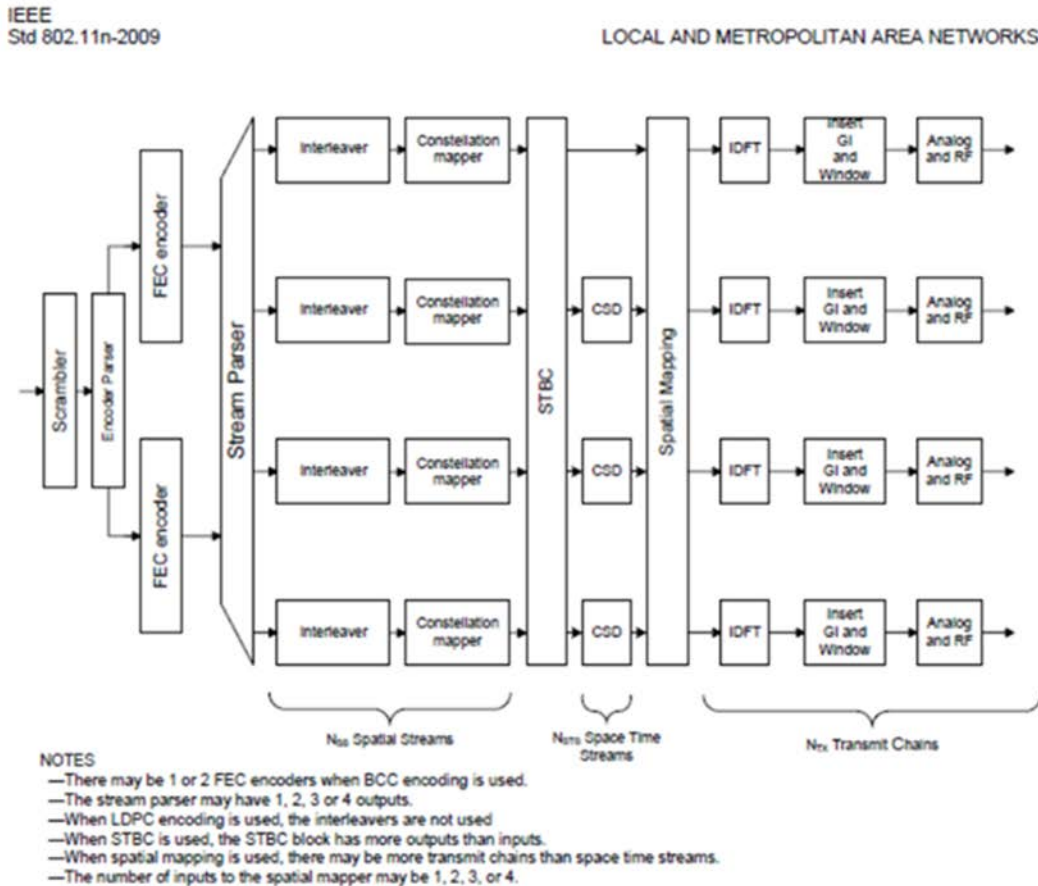 IEEE
Std 802.11n-2009
LOCAL AND METROPOLITAN AREA NETWORKS
Scrambler
Encoder Parser
FEC encoder
FEC encoder
Stream Parser
Interleaver
Constellation
mapper
Interleaver
Constellation
mapper
Interleaver
Constellation
mapper
Interleaver
Constellation
mapper
STBC
CSD
CSD
CSD
Spatial Mapping
IDFT
Insert
GI
and
Window
Analog
and RF
IDFT
Insert
GI and
Window
Analog
and RF
IDFT
Insert
GI and
Window
Analog
and RF
IDFT
Insert
GI and
Window
Analog
and RF
NSS Spatial Streams
NSTS Space Time
Streams
NTX Transmit Chains
NOTES
—There may be 1 or 2 FEC encoders when BCC encoding is used.
—The stream parser may have 1, 2, 3 or 4 outputs.
—When LDPC encoding is used, the interleavers are not used
—When STBC is used, the STBC block has more outputs than inputs.
—When spatial mapping is used, there may be more transmit chains than space time streams.
—The number of inputs to the spatial mapper may be 1, 2, 3, or 4.